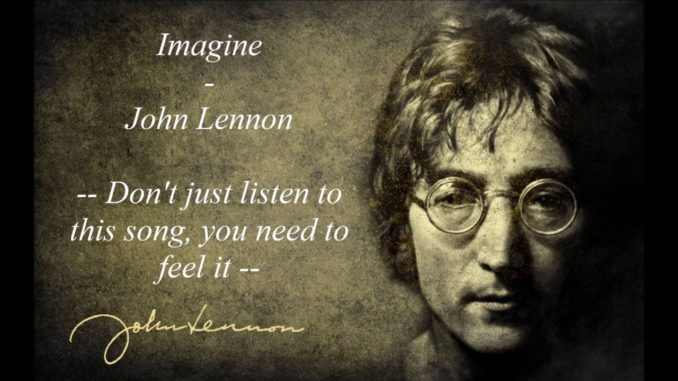 Imagine
-
John Lennon
-- Don't just listen to
this song, you need to
feel it --
John Lennon